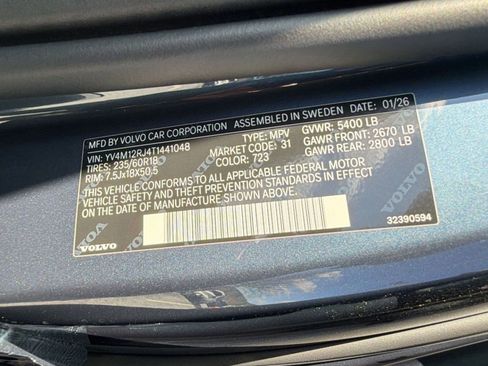 MFD BY VOLVO CAR CORPORATION ASSEMBLED IN SWEDEN 01/26
VIN: YV4M12RJ4T1441048 TYPE: MPV GVWR: 5400 LB
TIRES: 235/60R18 MARKET CODE: 31 GAWR FRONT: 2670 LB
RIM: 7.5Jx18X50.5 COLOR: 723 GAWR REAR: 2800 LB
THIS VEHICLE CONFORMS TO ALL APPLICABLE FEDERAL MOTOR
VEHICLE SAFETY AND THEFT PREVENTION STANDARDS IN EFFECT
ON THE DATE OF MANUFACTURE SHOWN ABOVE.
VOLVO
32390594